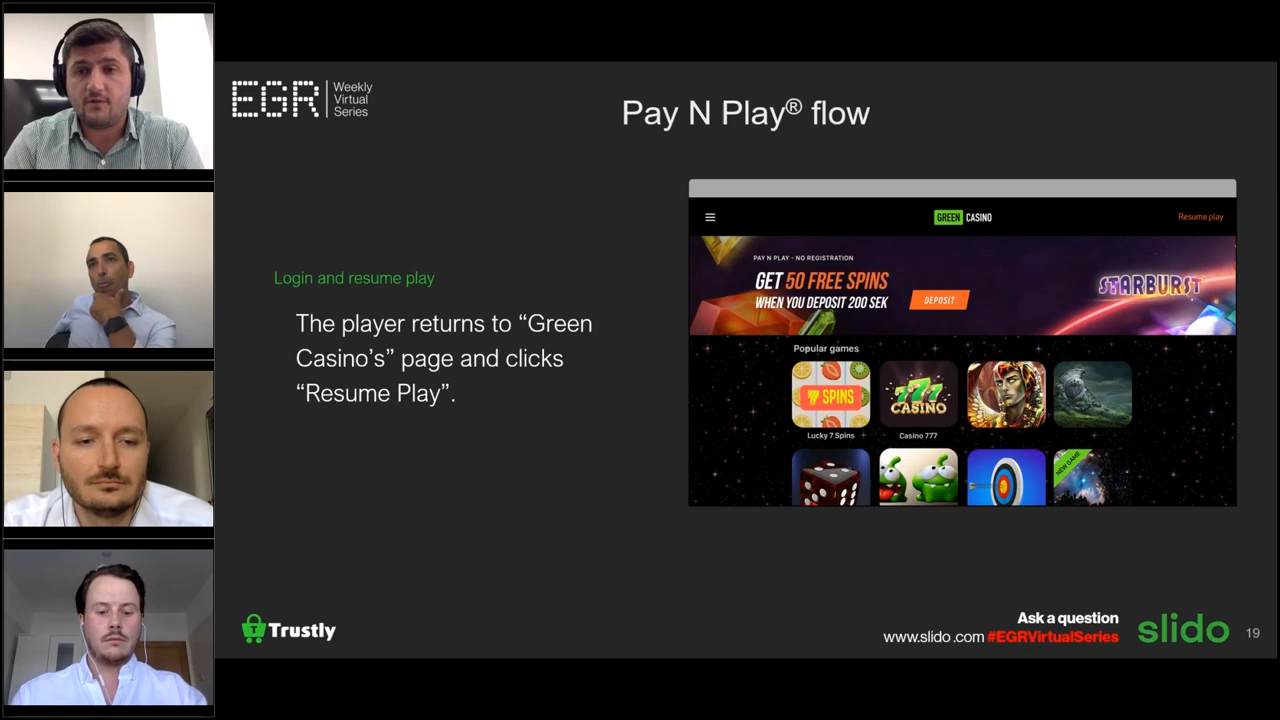 EGR
Weekly
Virtual
Series
Pay N Play® flow
Login and resume play
The player returns to “Green
Casino’s” page and clicks
“Resume Play”.
GREEN CASINO
Resume play
PAY N PLAY - NO REGISTRATION
GET 50 FREE SPINS
WHEN YOU DEPOSIT 200 SEK
DEPOSIT
STARBURST
Popular games
7 SPINS
777
CASINO
Lucky 7 Spins
Casino 777
NEW GAME
T
Trustly
Ask a question
www.slido .com #EGRVirtualSeries
slido
19